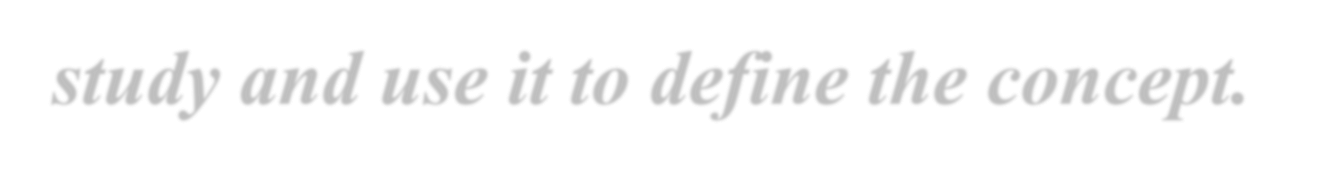 study and use it to define the concept.